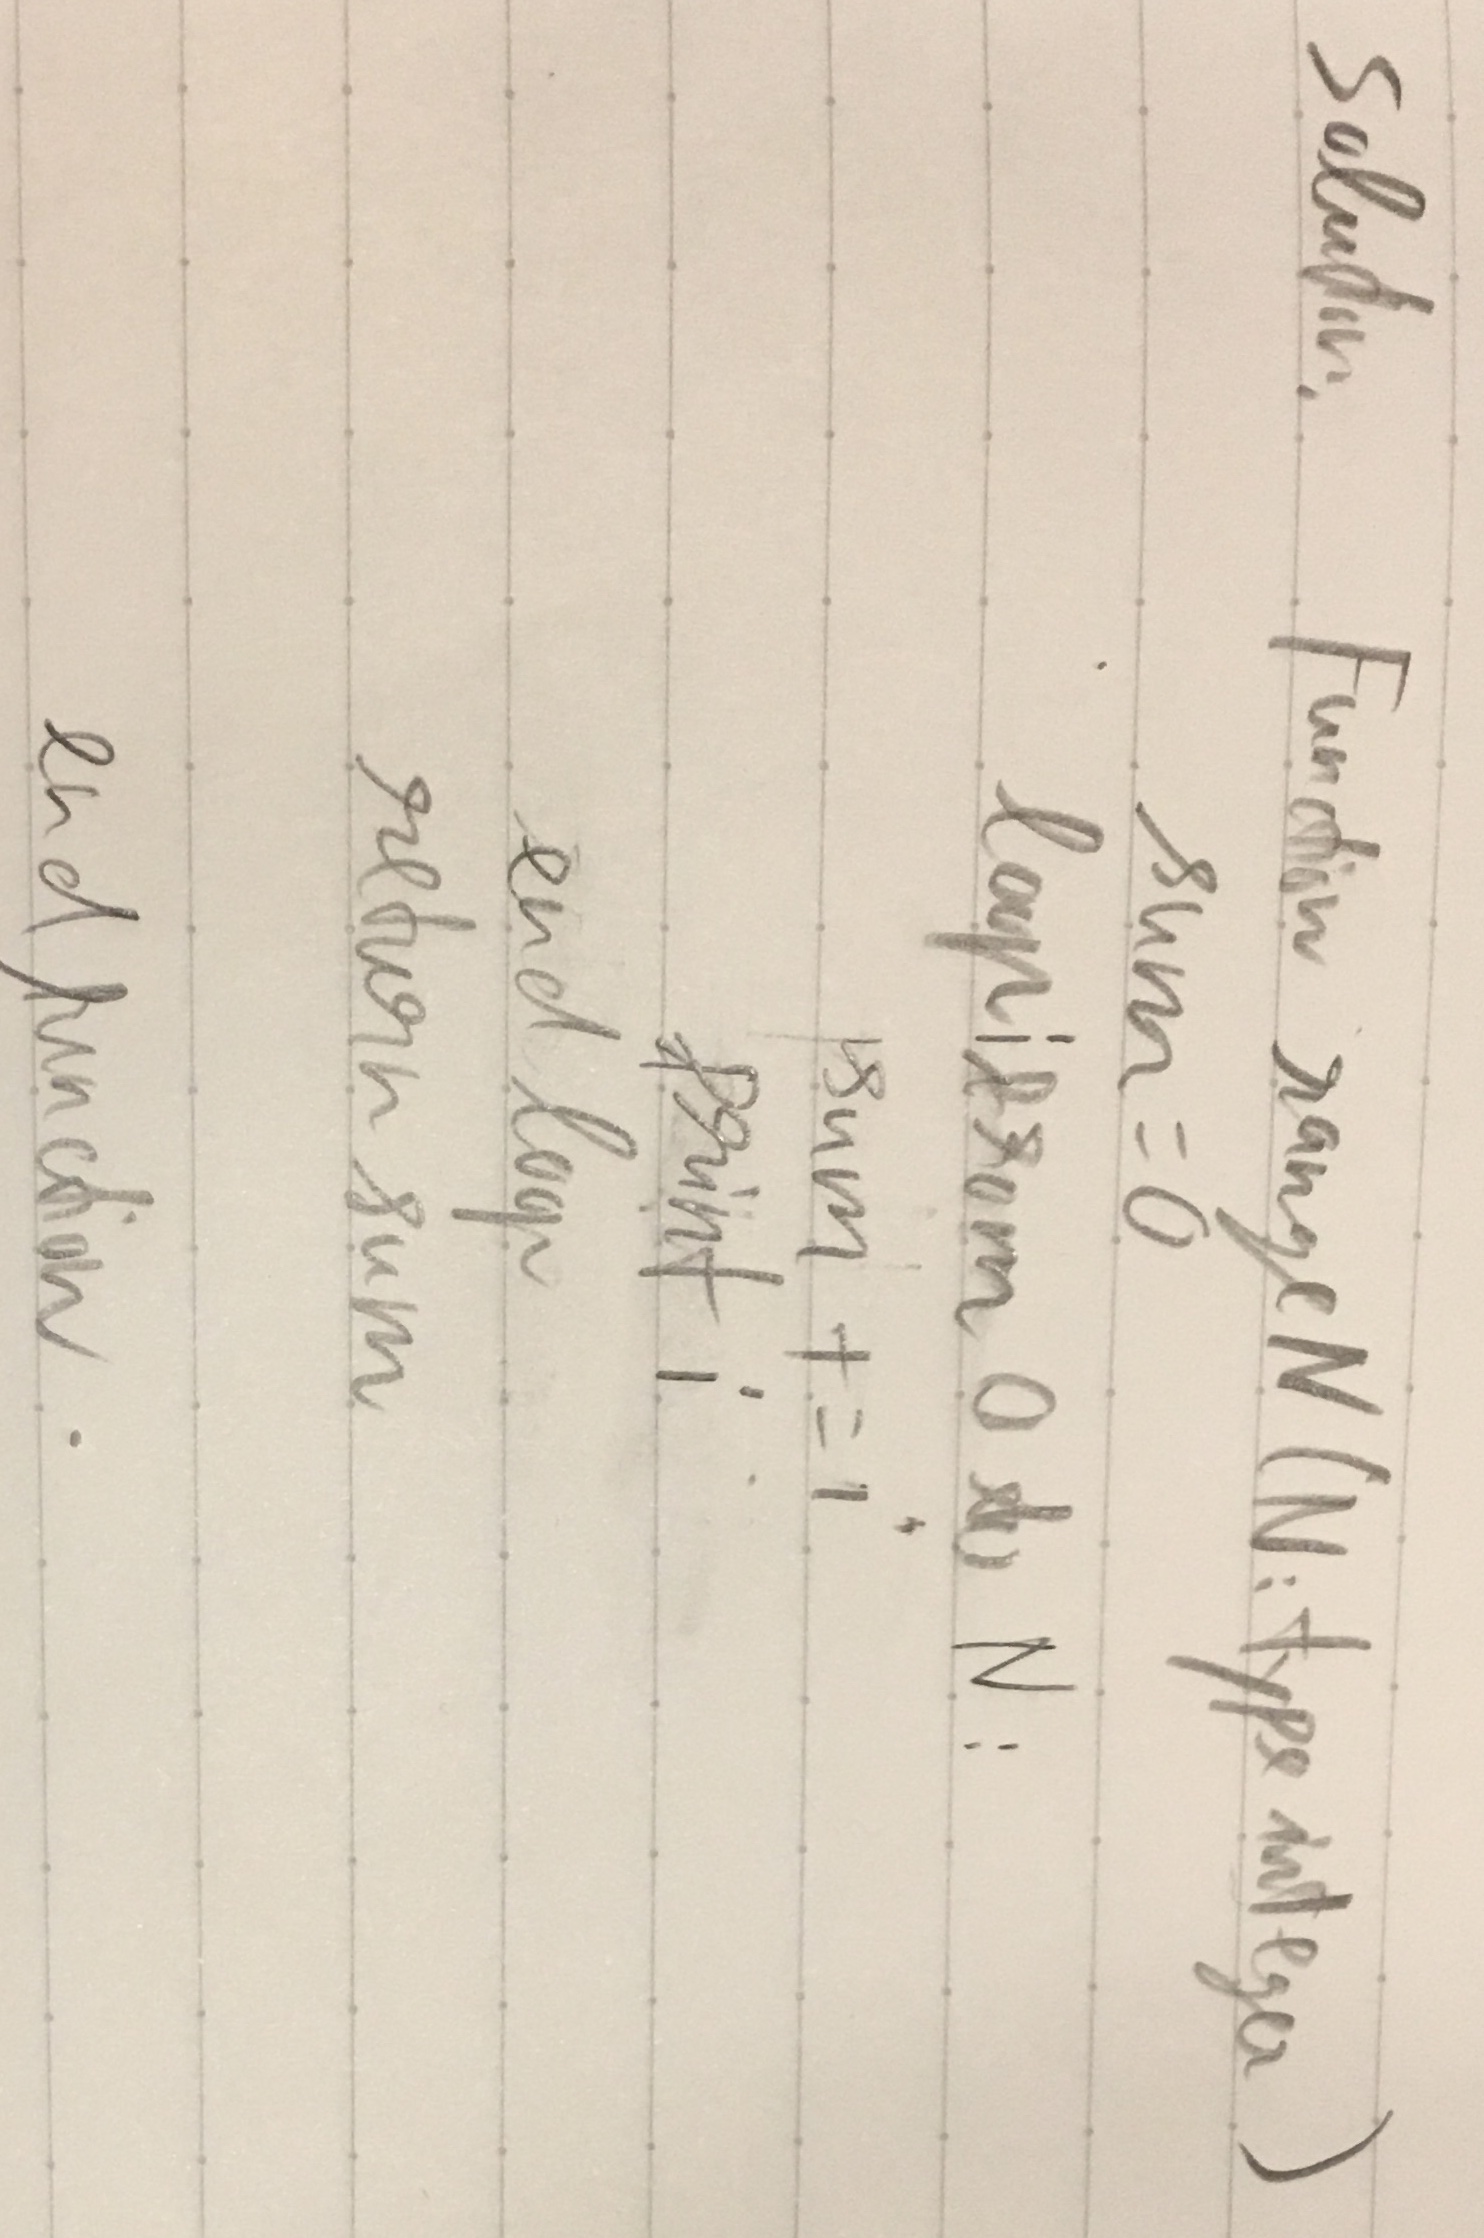 Solution. Function rangeN (N: type integer)
sum = 0
loop i from 0 to N :
sum += i
print i
end loop
return sum
end function .